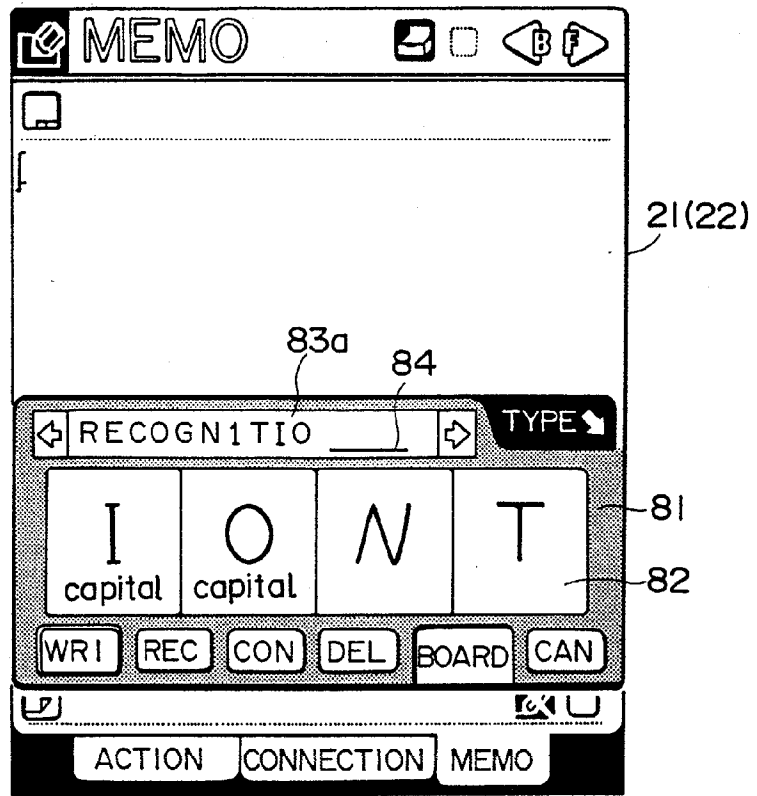 MEMO B F
21(22)
83a
84
RECOGN1TIO TYPE
I O N T
81
capital capital
82
WRI REC CON DEL BOARD CAN
OK
ACTION CONNECTION MEMO